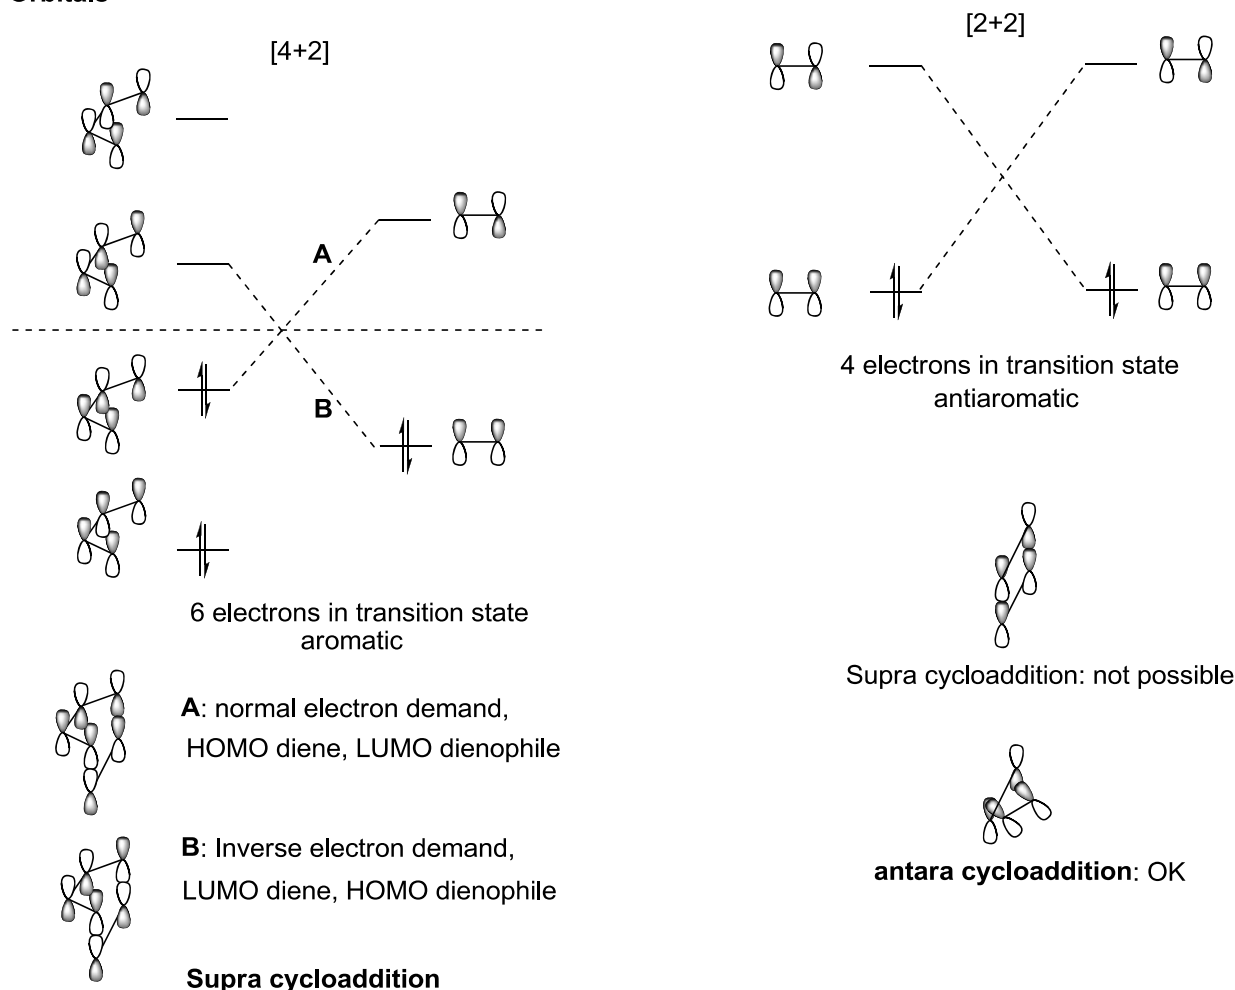 Orbitals
[4+2]
A
B
6 electrons in transition state
aromatic
A: normal electron demand,
HOMO diene, LUMO dienophile
B: Inverse electron demand,
LUMO diene, HOMO dienophile
Supra cycloaddition
[2+2]
4 electrons in transition state
antiaromatic
Supra cycloaddition: not possible
antara cycloaddition: OK